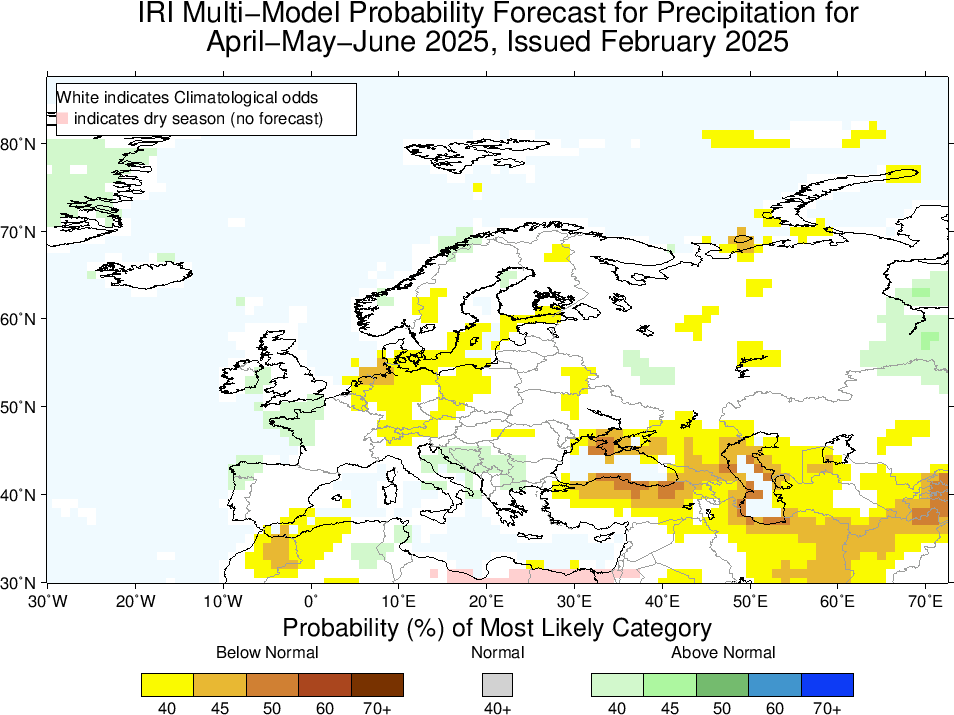 IRI Multi−Model Probability Forecast for Precipitation for
April−May−June 2025, Issued February 2025
White indicates Climatological odds
indicates dry season (no forecast)
80˚N
70˚N
60˚N
50˚N
40˚N
30˚N
30˚W 20˚W 10˚W 0˚ 10˚E 20˚E 30˚E 40˚E 50˚E 60˚E 70˚E
Probability (%) of Most Likely Category
Below Normal Normal Above Normal
40 45 50 60 70+ 40+ 40 45 50 60 70+